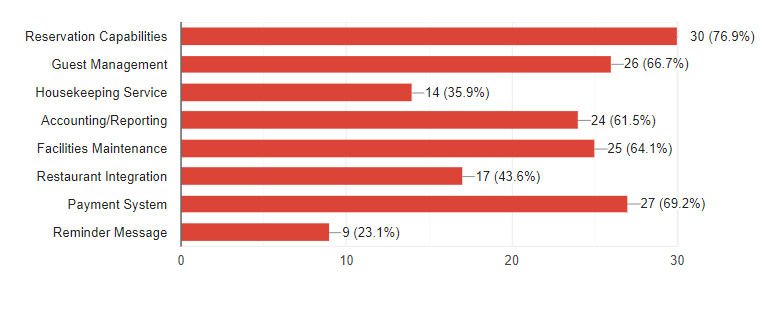 Reservation Capabilities 30 (76.9%)
Guest Management 26 (66.7%)
Housekeeping Service 14 (35.9%)
Accounting/Reporting 24 (61.5%)
Facilities Maintenance 25 (64.1%)
Restaurant Integration 17 (43.6%)
Payment System 27 (69.2%)
Reminder Message 9 (23.1%)
0 10 20 30